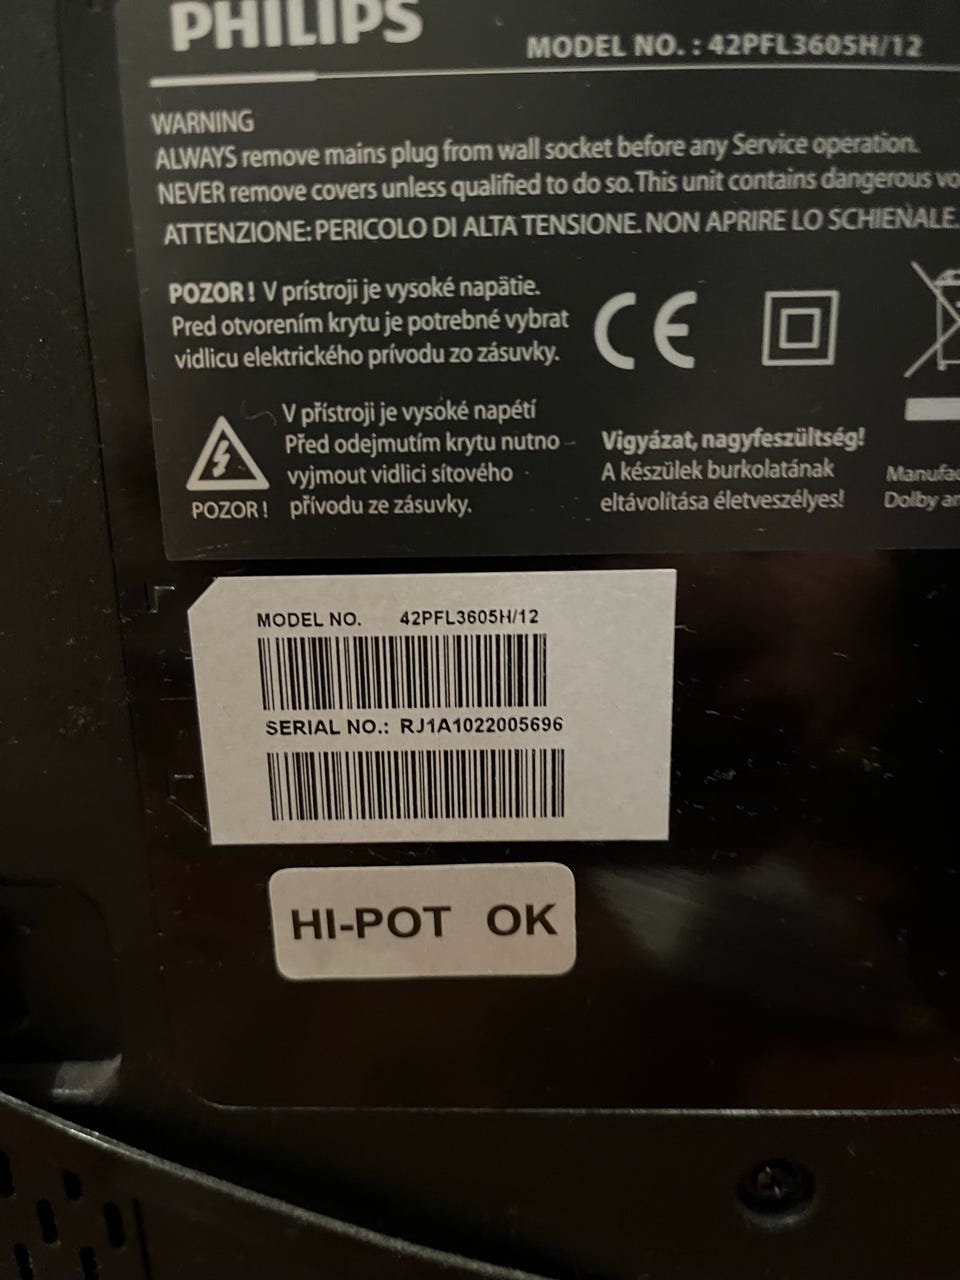 PHILIPS
MODEL NO. : 42PFL3605H/12
WARNING
ALWAYS remove mains plug from wall socket before any Service operation.
NEVER remove covers unless qualified to do so. This unit contains dangerous
ATTENZIONE: PERICOLO DI ALTA TENSIONE. NON APRIRE LO SCHIENALE.
POZOR ! V prístroji je vysoké napätie.
Pred otvorením krytu je potrebné vybrat
vidlicu elektrického prívodu zo zásuvky.
CE
V přístroji je vysoké napétí
Před odejmutím krytu nutno
vyjmout vidlici sítového
přívodu ze zásuvky.
POZOR !
Vigyázat, nagyfeszültség!
A készülek burkolatának
eltávolítása életveszélyes!
Dolby
MODEL NO. 42PFL3605H/12
SERIAL NO.: RJ1A1022005696
HI-POT OK